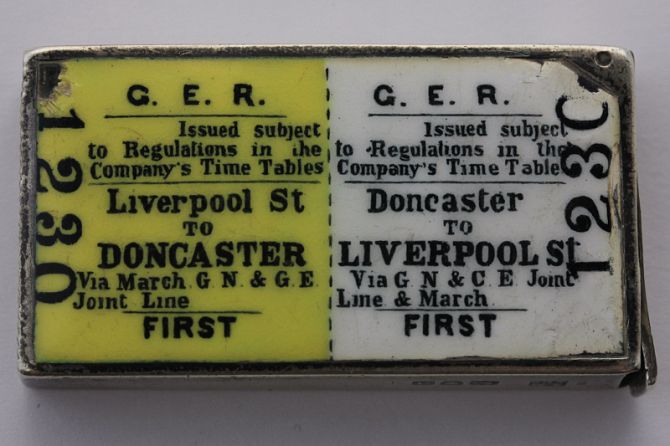 G. E. R.
Issued subject
to Regulations in the
Company's Time Tables
Liverpool St
TO
DONCASTER
Via March G N & G E
Joint Line
FIRST
1230
G. E. R.
Issued subject
to Regulations in the
Company's Time Table
Doncaster
TO
LIVERPOOL St
Via G N & C E Joint
Line & March
FIRST
1230